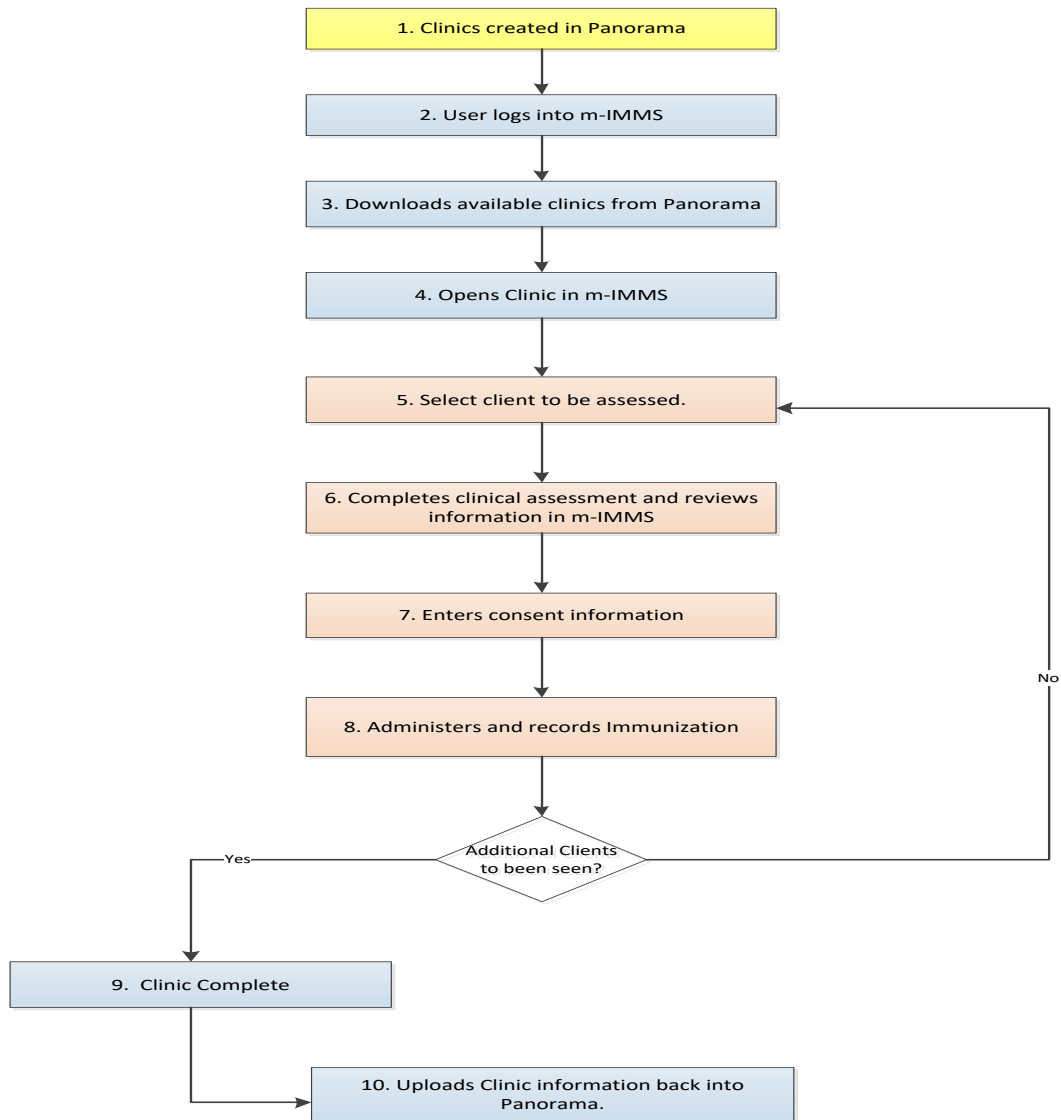 1. Clinics created in Panorama
2. User logs into m-IMMS
3. Downloads available clinics from Panorama
4. Opens Clinic in m-IMMS
5. Select client to be assessed.
6. Completes clinical assessment and reviews
information in m-IMMS
7. Enters consent information
No
8. Administers and records Immunization
Additional Clients
to been seen?
Yes
9. Clinic Complete
10. Uploads Clinic information back into
Panorama.